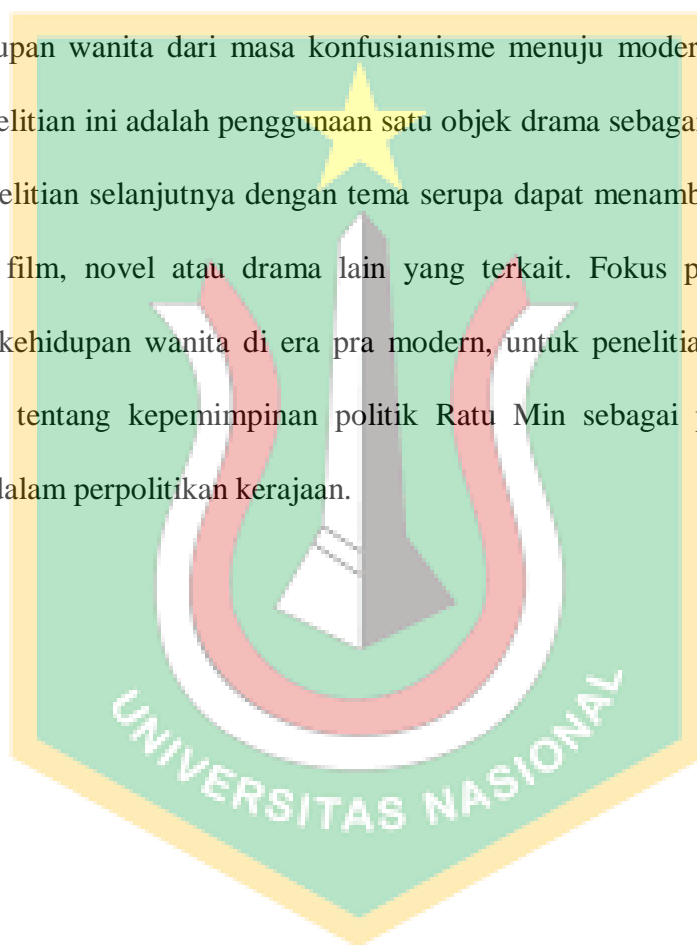 upan wanita dari masa konfusianisme menuju moder
elitian ini adalah penggunaan satu objek drama sebagai
elitian selanjutnya dengan tema serupa dapat menamb
film, novel atau drama lain yang terkait. Fokus p
kehidupan wanita di era pra modern, untuk penelitia
tentang kepemimpinan politik Ratu Min sebagai p
dalam perpolitikan kerajaan.
UNIVERSITAS NASIONAL